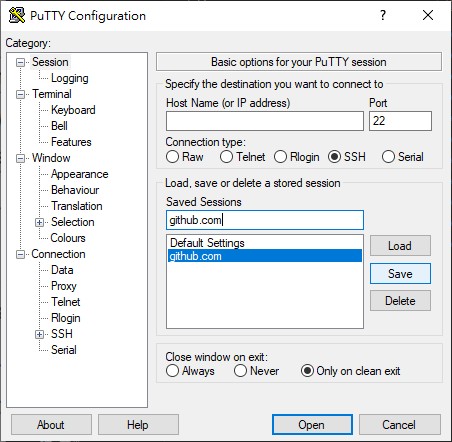 PuTTY Configuration
Category:
Session
Logging
Terminal
Keyboard
Bell
Features
Window
Appearance
Behaviour
Translation
Selection
Colours
Connection
Data
Proxy
Telnet
Rlogin
SSH
Serial
Basic options for your PuTTY session
Specify the destination you want to connect to
Host Name (or IP address) Port
22
Connection type:
Raw Telnet Rlogin SSH Serial
Load, save or delete a stored session
Saved Sessions
github.com
Default Settings
github.com
Load
Save
Delete
Close window on exit:
Always Never Only on clean exit
About Help Open Cancel